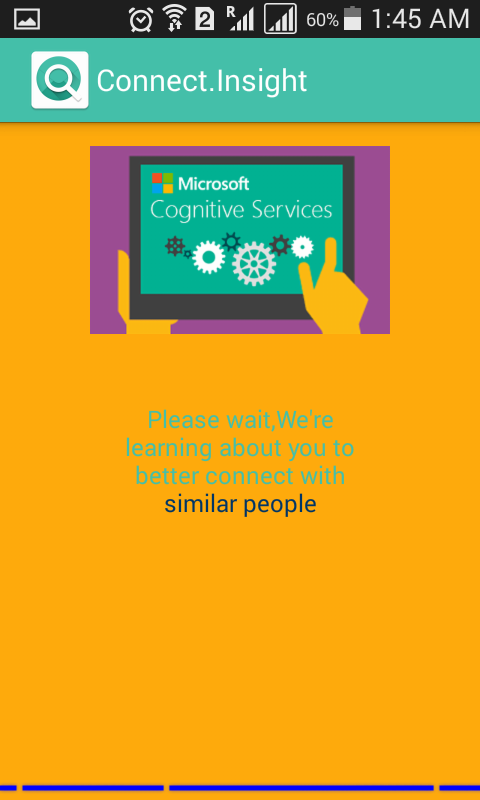 2 R 60% 1:45 AM
Connect.Insight
Microsoft
Cognitive Services
Please wait,We're
learning about you to
better connect with
similar people